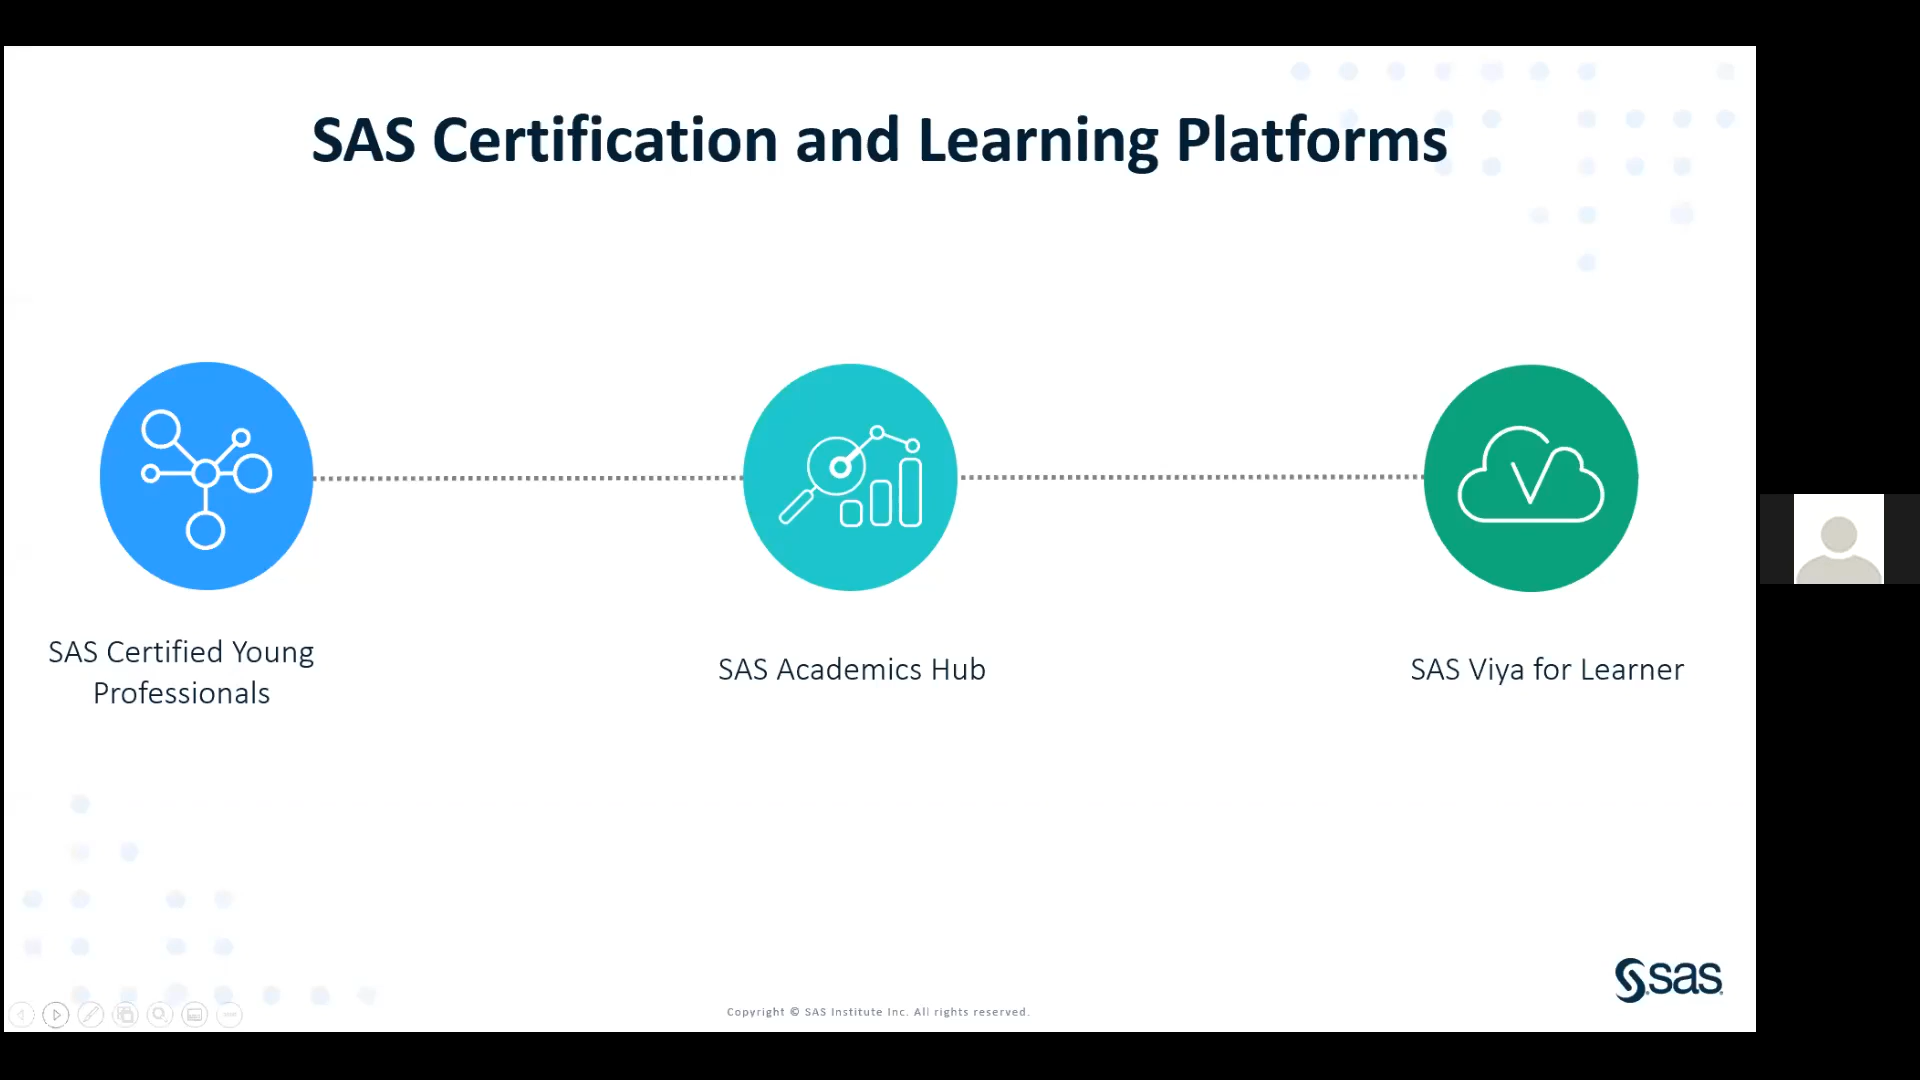 SAS Certification and Learning Platforms
SAS Certified Young
Professionals
SAS Academics Hub
SAS Viya for Learner
sas
Copyright © SAS Institute Inc. All rights reserved.